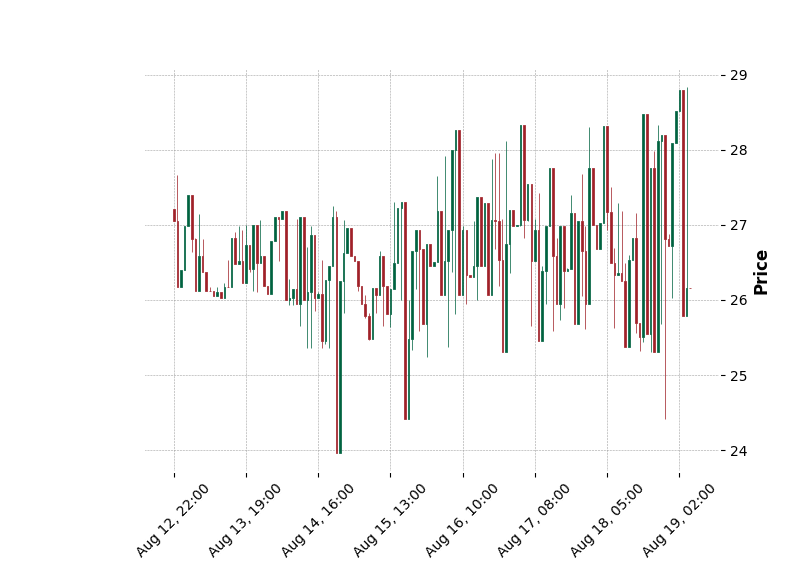 29
28
27
26
25
24
Price
Aug 12, 22:00
Aug 13, 19:00
Aug 14, 16:00
Aug 15, 13:00
Aug 16, 10:00
Aug 17, 08:00
Aug 18, 05:00
Aug 19, 02:00